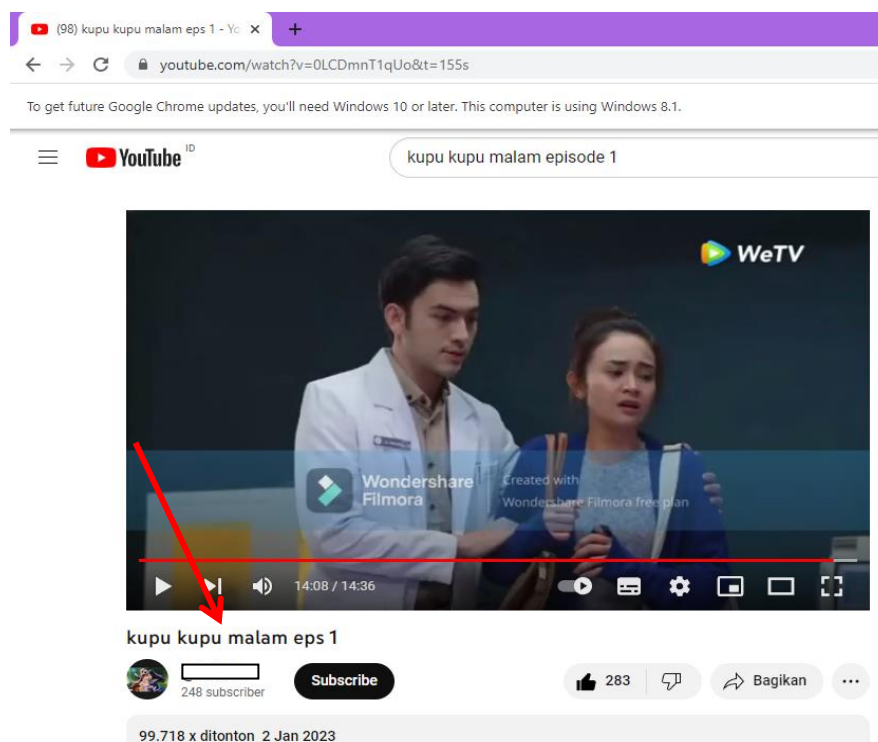 (98) kupu kupu malam eps 1 - Yo
youtube.com/watch?v=0LCDmnT1qUo&t=155s
To get future Google Chrome updates, you'll need Windows 10 or later. This computer is using Windows 8.1.
YouTube ID
kupu kupu malam episode 1
WeTV
Wondershare Filmora
Created with
Wondershare Filmora free plan
14:08 / 14:36
kupu kupu malam eps 1
248 subscriber
Subscribe
283
Bagikan
99.718 x ditonton 2 Jan 2023